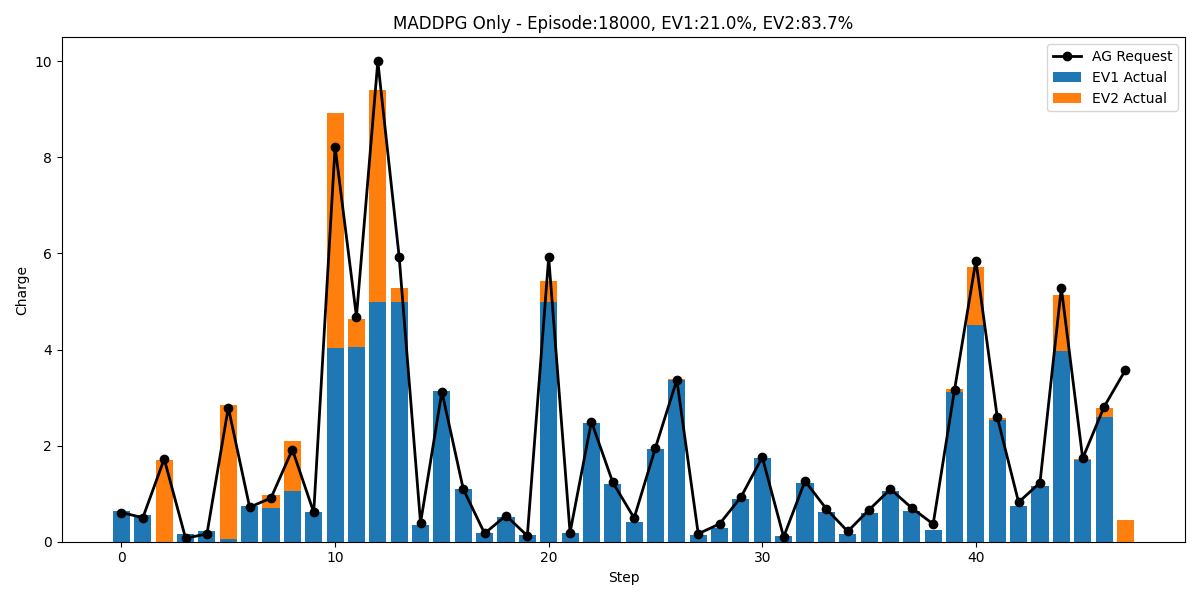 MADDPG Only - Episode:18000, EV1:21.0%, EV2:83.7%
AG Request
EV1 Actual
EV2 Actual
Charge
10
8
6
4
2
0
0 10 20 30 40
Step